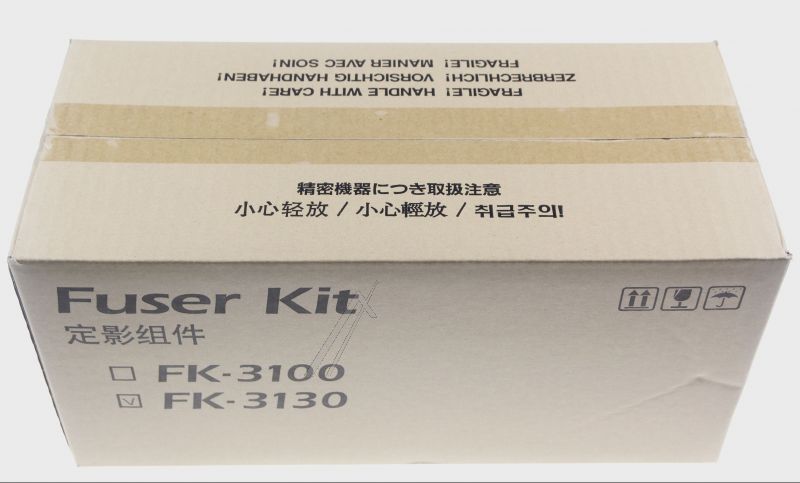 FRAGILE! HANDLE WITH CARE!
ZERBRECHLICH! VORSICHTIG HANDHABEN!
FRAGILE! MANIER AVEC SOIN!
精密機器につき取扱注意
小心轻放 / 小心輕放 / 취급주의!
Fuser Kit
定影组件
FK-3100
V FK-3130